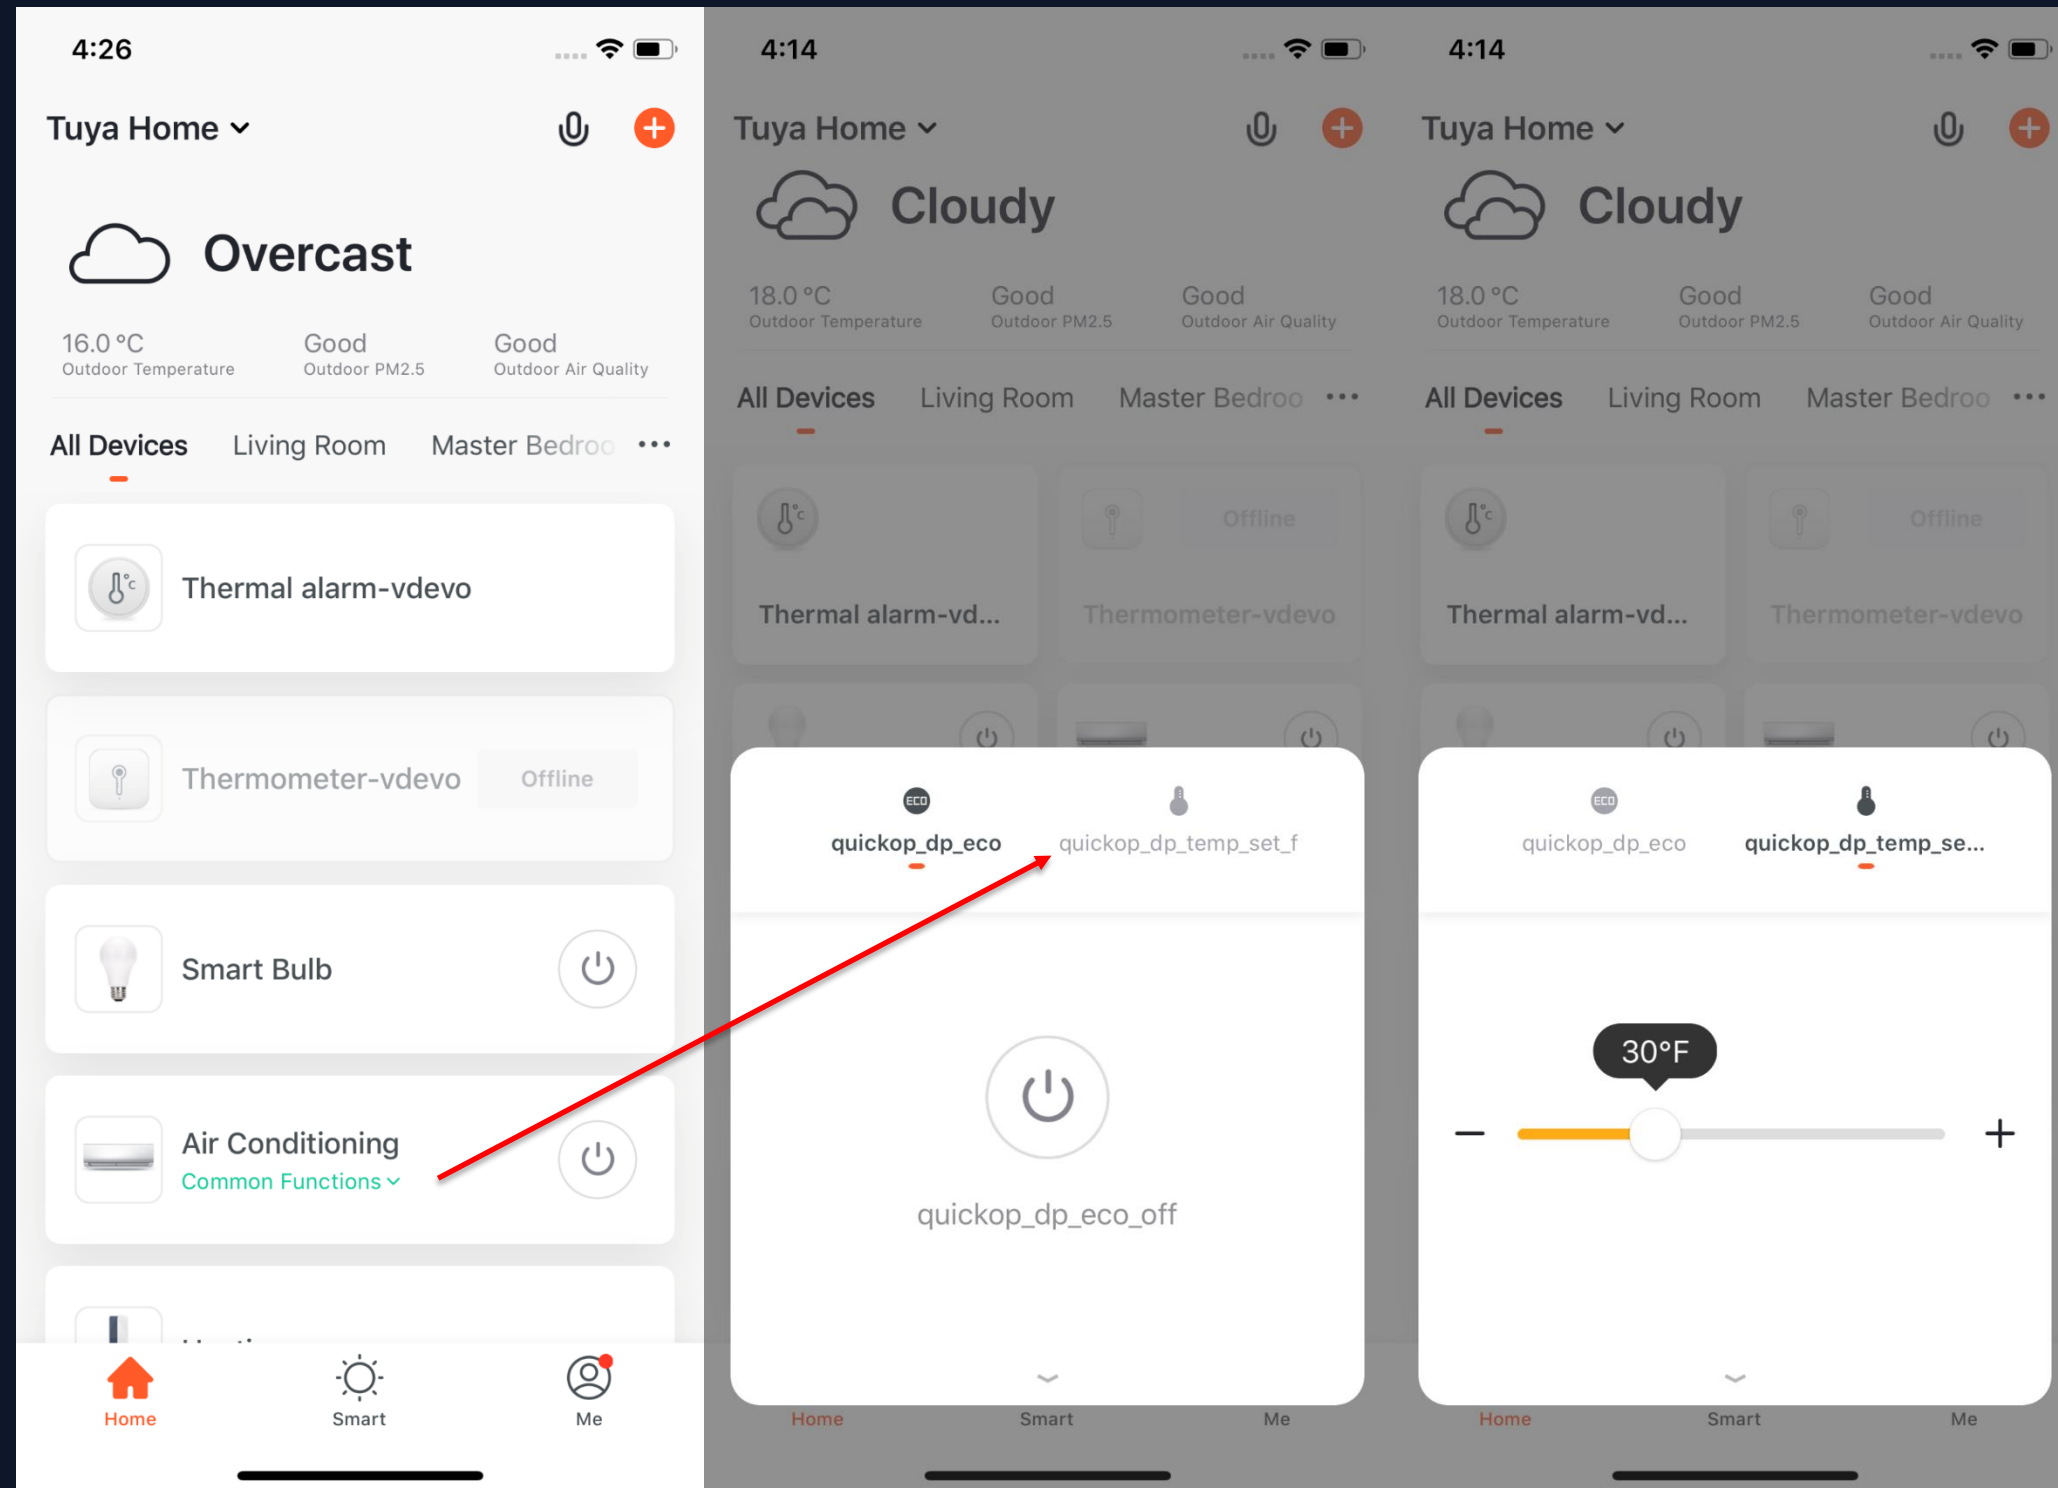 4:26
Tuya Home
Overcast
16.0 °C Good Good
Outdoor Temperature Outdoor PM2.5 Outdoor Air Quality
All Devices Living Room Master Bedroo
°C
Thermal alarm-vdevo
Thermometer-vdevo Offline
Smart Bulb
Air Conditioning
Common Functions
Home Smart Me
4:14
Tuya Home
Cloudy
18.0 °C Good Good
Outdoor Temperature Outdoor PM2.5 Outdoor Air Quality
All Devices Living Room Master Bedroo
°C Offline
Thermal alarm-vd... Thermometer-vdevo
ECO
quickop_dp_eco quickop_dp_temp_set_f
quickop_dp_eco_off
Home Smart Me
4:14
Tuya Home
Cloudy
18.0 °C Good Good
Outdoor Temperature Outdoor PM2.5 Outdoor Air Quality
All Devices Living Room Master Bedroo
°C Offline
Thermal alarm-vd... Thermometer-vdevo
ECO
quickop_dp_eco quickop_dp_temp_se...
30°F
Home Smart Me